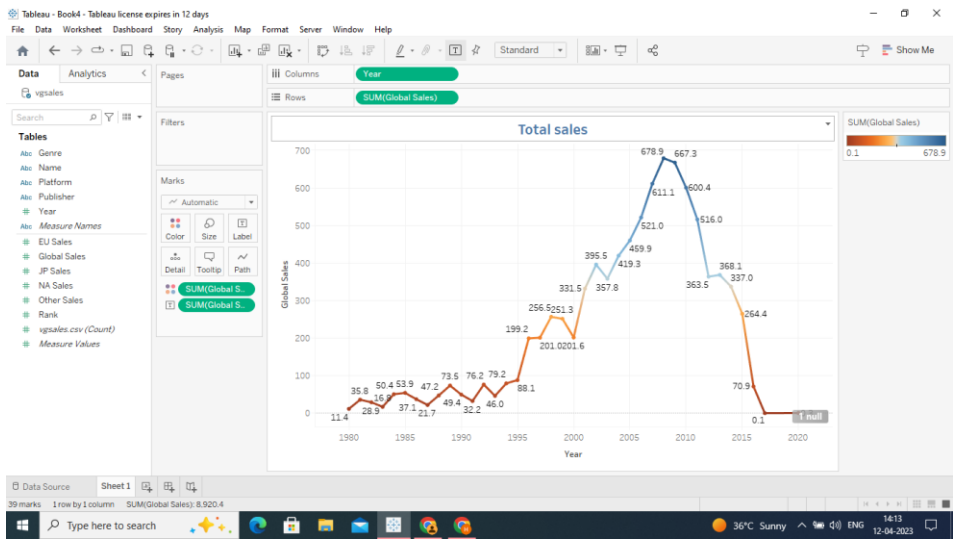 Tableau - Book4 - Tableau license expires in 12 days
File Data Worksheet Dashboard Story Analysis Map Format Server Window Help
Standard
Show Me
Data Analytics
Pages
Columns
Year
vgsales
Rows
SUM(Global Sales)
Search
Filters
Total sales
SUM(Global Sales)
0.1 678.9
Tables
Abc Genre
Abc Name
Abc Platform
Abc Publisher
# Year
Abc Measure Names
# EU Sales
# Global Sales
# JP Sales
# NA Sales
# Other Sales
# Rank
# vgsales.csv (Count)
# Measure Values
Marks
Automatic
Color Size Label
Detail Tooltip Path
SUM(Global S..
SUM(Global S..
Global Sales
700
600
500
400
300
200
100
0
11.4
35.8
28.9
16.8
50.4
53.9
37.1
21.7
47.2
73.5
49.4
32.2
76.2
46.0
79.2
88.1
199.2
201.0
256.5
251.3
201.6
331.5
395.5
357.8
419.3
459.9
521.0
611.1
678.9
667.3
600.4
516.0
363.5
368.1
337.0
264.4
70.9
0.1
1 null
1980 1985 1990 1995 2000 2005 2010 2015 2020
Year
Data Source Sheet 1
39 marks 1 row by 1 column SUM(Global Sales): 8,920.4
Type here to search
36°C Sunny
ENG
14:13
12-04-2023